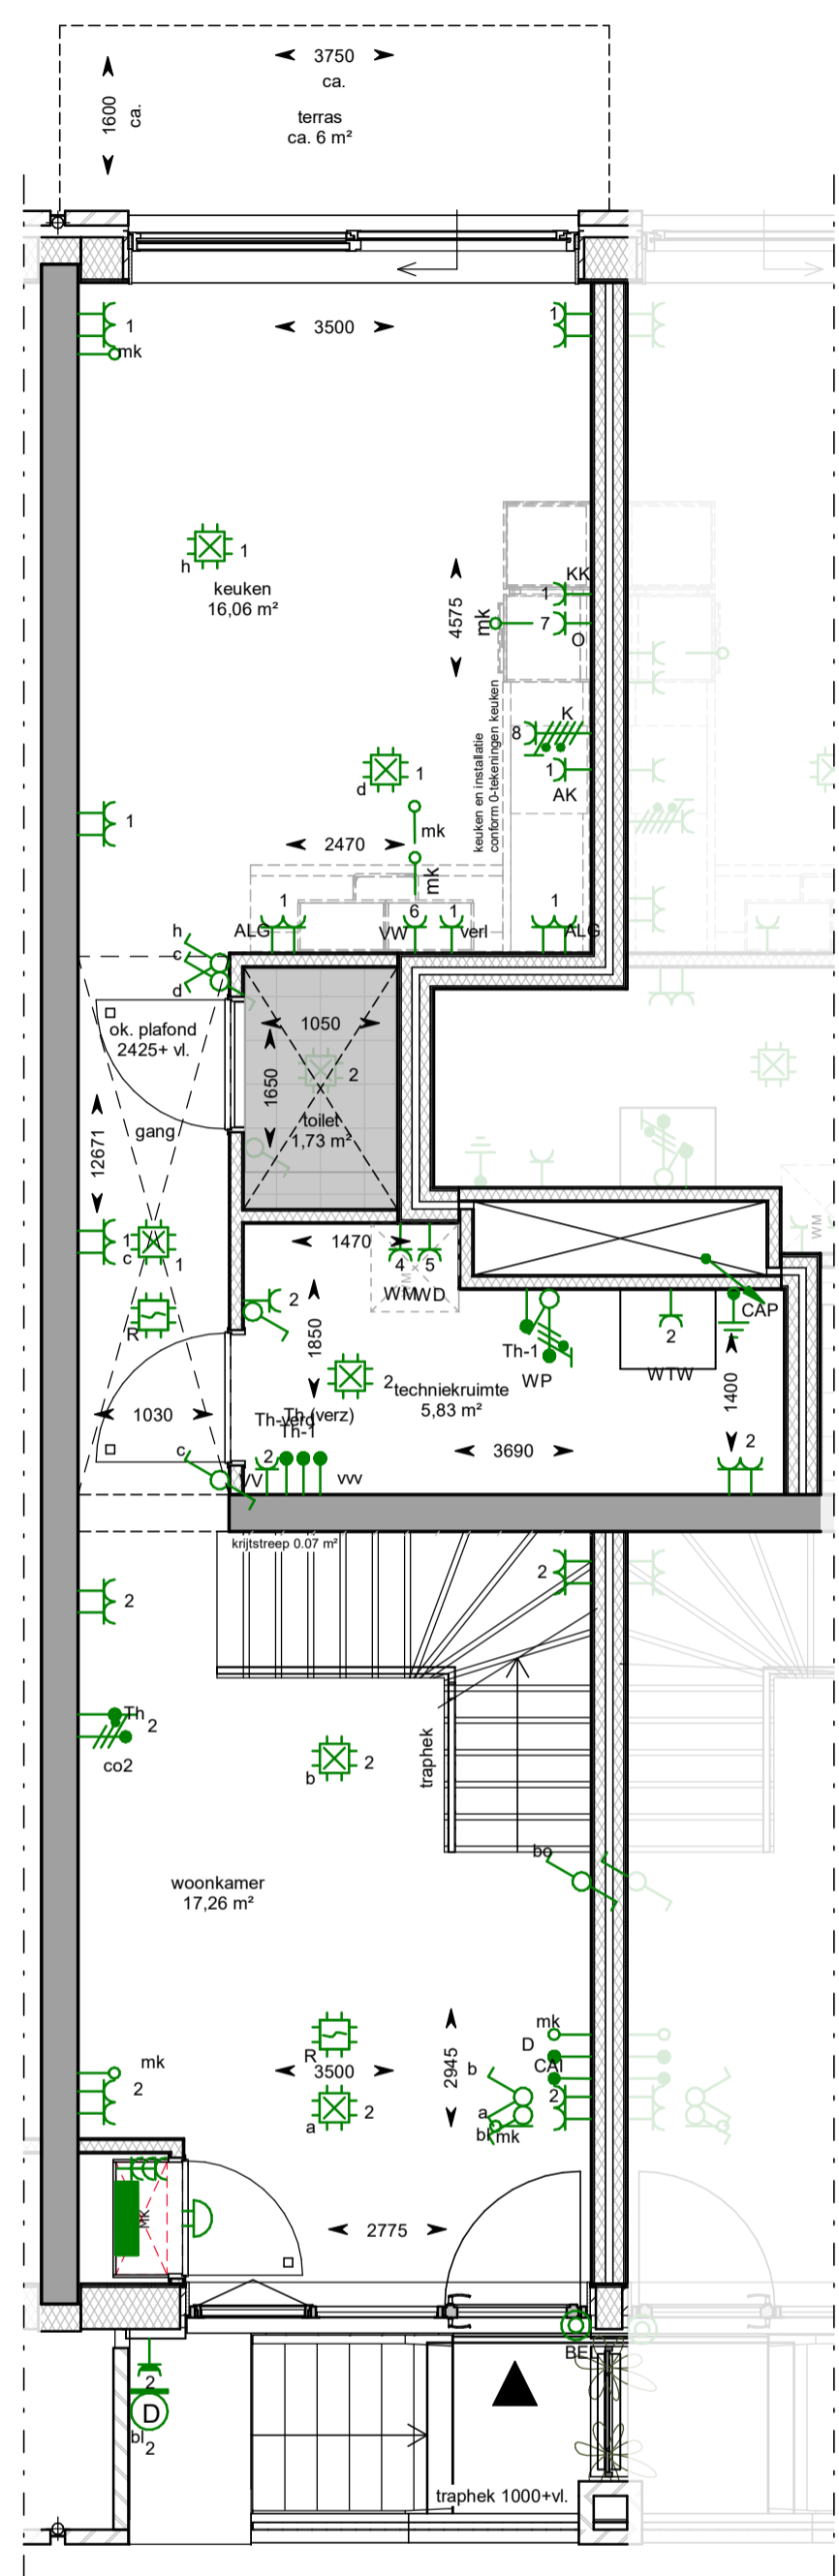 3750
ca.
1600
ca.
terras
ca. 6 m²
1
mk
3500
1
h
1
keuken
16,06 m²
4575
mk
KK
1
7
O
keuken en installatie
conform 0-tekeningen keuken
K
8
1
AK
d
1
1
mk
2470
mk
1
ALG
6
VW
1
verl
1
ALG
h
c
d
ok. plafond
2425+ vl.
1050
1650
2
toilet
1,73 m²
gang
12671
1
c
1
R
1470
4
5
WM
WM
WD
WM
2
1850
2
Th-1
WP
2
WTW
CAP
1400
techniekruimte
5,83 m²
1030
Th-verd
Th (verz)
Th-1
c
2
VV
vvv
3690
2
krijtstreep 0.07 m²
2
2
Th
2
co2
b
2
traphek
bo
woonkamer
17,26 m²
mk
2
R
3500
a
2
2945
b
a
bl
mk
mk
D
CAI
2
MK
2775
BEL
2
D
bl
2
traphek 1000+vl.